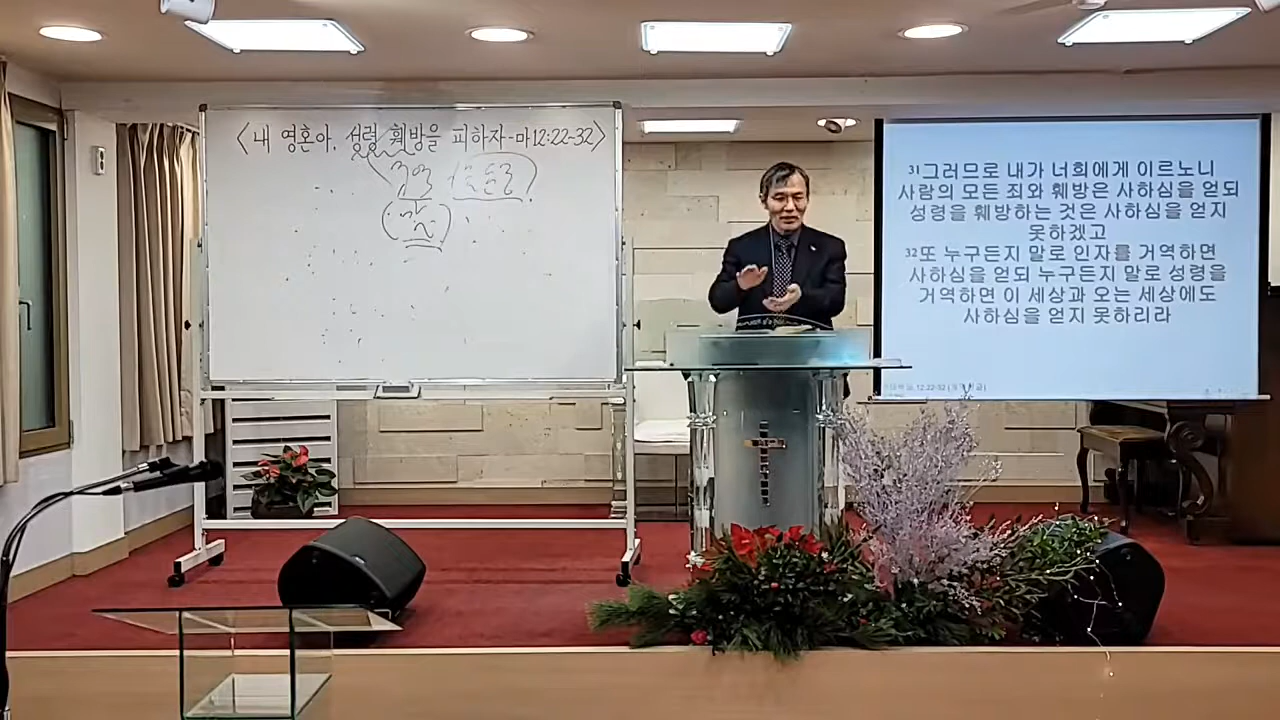 <내 영혼아, 성령 훼방을 피하자-마12:22-32>
31그러므로 내가 너희에게 이르노니
사람의 모든 죄와 훼방은 사하심을 얻되
성령을 훼방하는 것은 사하심을 얻지
못하겠고
32또 누구든지 말로 인자를 거역하면
사하심을 얻되 누구든지 말로 성령을
거역하면 이 세상과 오는 세상에도
사하심을 얻지 못하리라